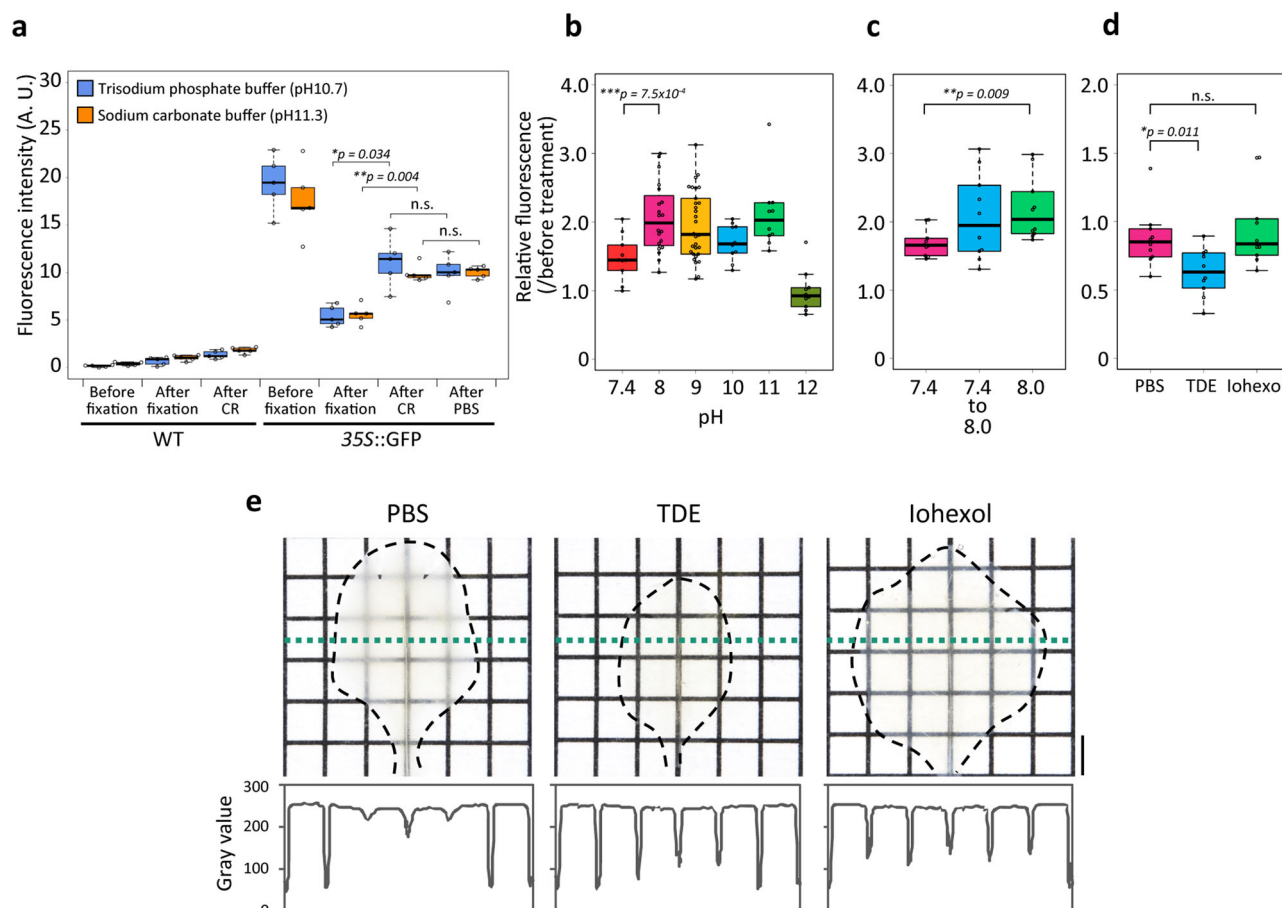 a
Fluorescence intensity (A. U.)
30
25
20
15
10
5
0
Trisodium phosphate buffer (pH10.7)
Sodium carbonate buffer (pH11.3)
*p = 0.034
**p = 0.004
n.s.
n.s.
Before fixation
After fixation
After CR
Before fixation
After fixation
After CR
After PBS
WT
35S::GFP
b
Relative fluorescence
(/before treatment)
4.0
3.0
2.0
1.0
0
***p = 7.5x10-4
7.4 8 9 10 11 12
pH
c
4.0
3.0
2.0
1.0
0
**p = 0.009
7.4
7.4 to 8.0
8.0
d
2.0
1.5
1.0
0.5
0
n.s.
*p = 0.011
PBS TDE Iohexol
e
PBS TDE Iohexol
Gray value
300
200
100
0